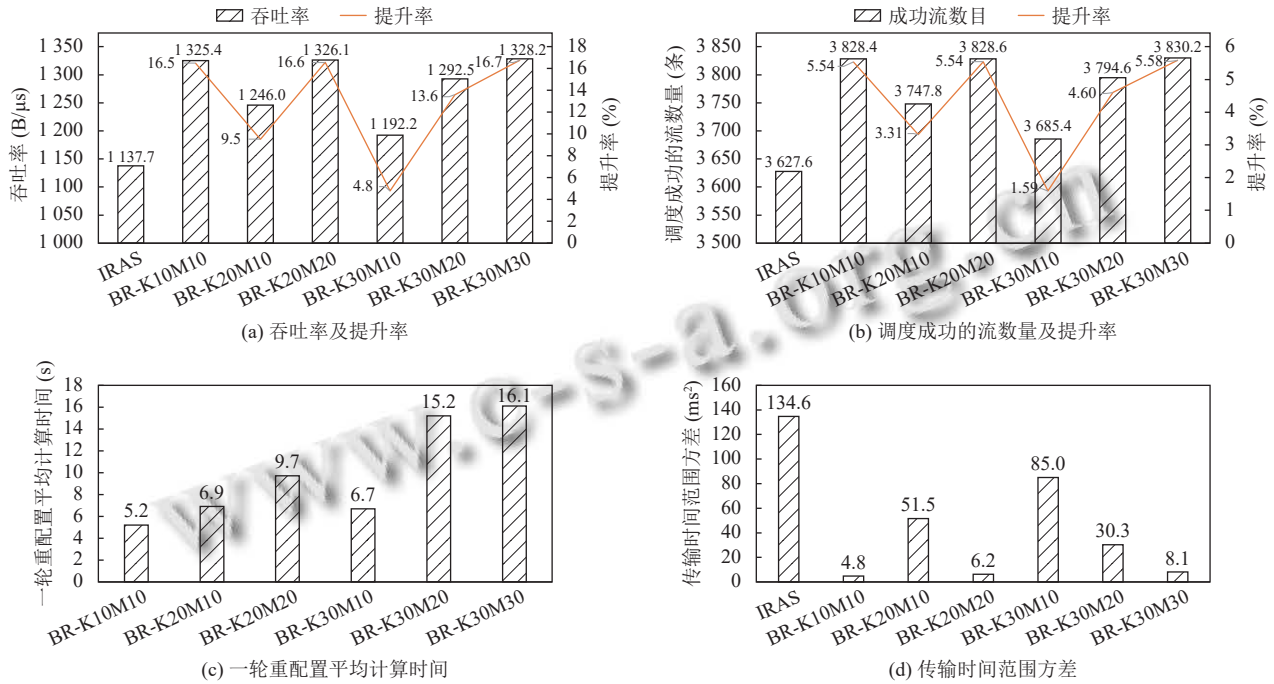 吞吐率 提升率
吞吐率 (B/μs)
1 350
1 300
1 250
1 200
1 150
1 100
1 050
1 000
1 137.7
1 325.4
16.5
1 246.0
9.5
1 326.1
16.6
1 192.2
4.8
1 292.5
13.6
1 328.2
16.7
18
16
14
12
10
8
6
4
2
0
提升率 (%)
IRAS
BR-K10M10
BR-K20M10
BR-K20M20
BR-K30M10
BR-K30M20
BR-K30M30
(a) 吞吐率及提升率
成功流数目 提升率
调度成功的流数量 (条)
3 850
3 800
3 750
3 700
3 650
3 600
3 550
3 500
3 627.6
3 828.4
5.54
3 747.8
3.31
3 828.6
5.54
3 685.4
1.59
3 794.6
4.60
3 830.2
5.58
6
5
4
3
2
1
0
提升率 (%)
IRAS
BR-K10M10
BR-K20M10
BR-K20M20
BR-K30M10
BR-K30M20
BR-K30M30
(b) 调度成功的流数量及提升率
一轮重配置平均计算时间 (s)
18
16
14
12
10
8
6
4
2
0
5.2
6.9
9.7
6.7
15.2
16.1
BR-K10M10
BR-K20M10
BR-K20M20
BR-K30M10
BR-K30M20
BR-K30M30
(c) 一轮重配置平均计算时间
传输时间范围方差 (ms²)
160
140
120
100
80
60
40
20
0
134.6
4.8
51.5
6.2
85.0
30.3
8.1
IRAS
BR-K10M10
BR-K20M10
BR-K20M20
BR-K30M10
BR-K30M20
BR-K30M30
(d) 传输时间范围方差
www.c-s-a.org.cn